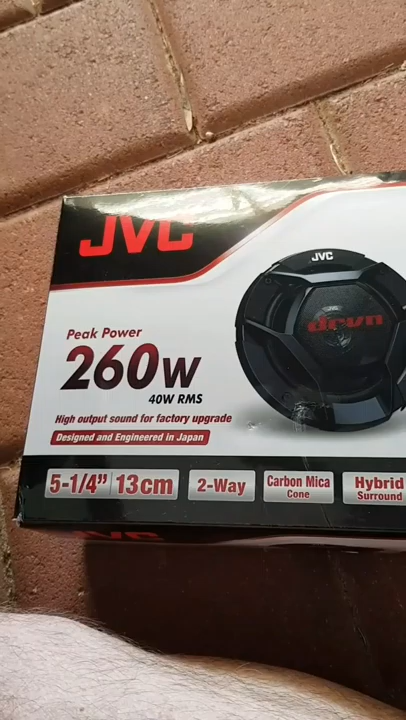 JVC
JVC
drvn
Peak Power
260W
40W RMS
High output sound for factory upgrade
Designed and Engineered in Japan
5-1/4" 13cm
2-Way
Carbon Mica
Cone
Hybrid
Surround
JVC